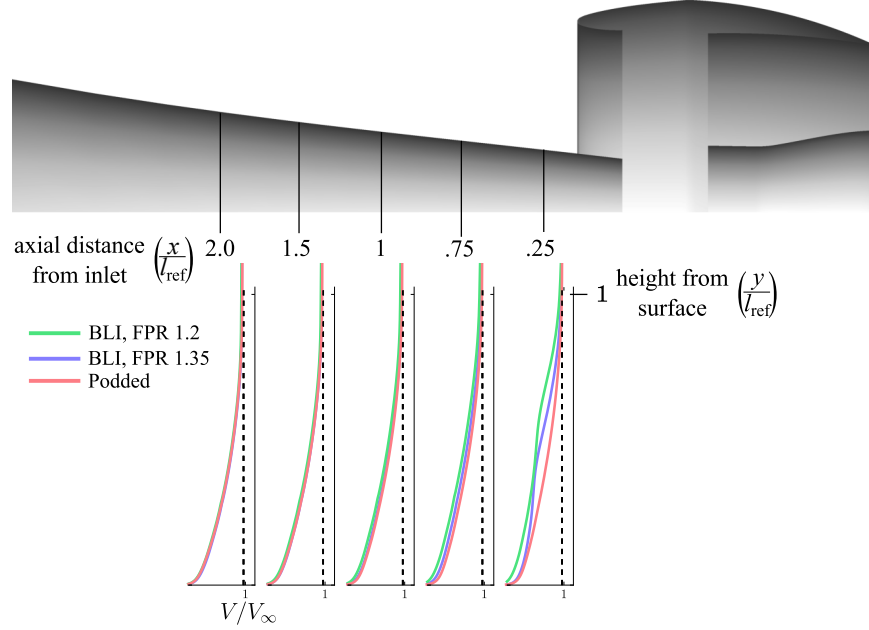 axial distance
from inlet
(x/l_ref)
2.0
1.5
1
.75
.25
1
height from
surface
(y/l_ref)
BLI, FPR 1.2
BLI, FPR 1.35
Podded
1
1
1
1
1
V/V∞